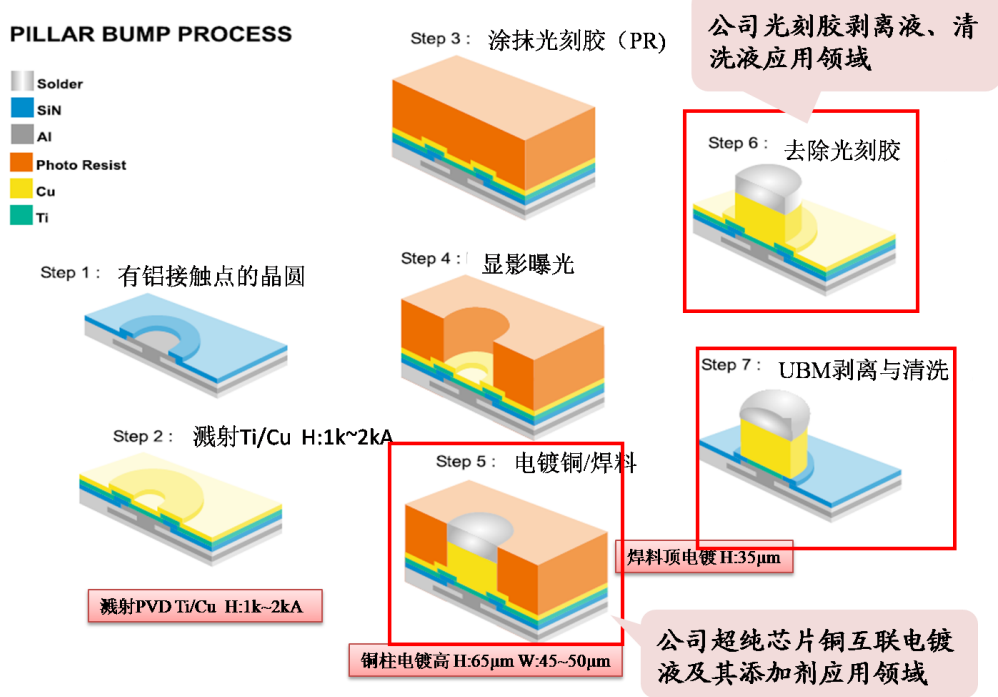 PILLAR BUMP PROCESS
Solder
SiN
Al
Photo Resist
Cu
Ti
Step 1： 有铝接触点的晶圆
Step 2： 溅射Ti/Cu H:1k~2kA
溅射PVD Ti/Cu H:1k~2kA
Step 3： 涂抹光刻胶（PR)
Step 4： 显影曝光
Step 5： 电镀铜/焊料
铜柱电镀高 H:65μm W:45~50μm
焊料顶电镀 H:35μm
公司超纯芯片铜互联电镀
液及其添加剂应用领域
公司光刻胶剥离液、清
洗液应用领域
Step 6： 去除光刻胶
Step 7： UBM剥离与清洗